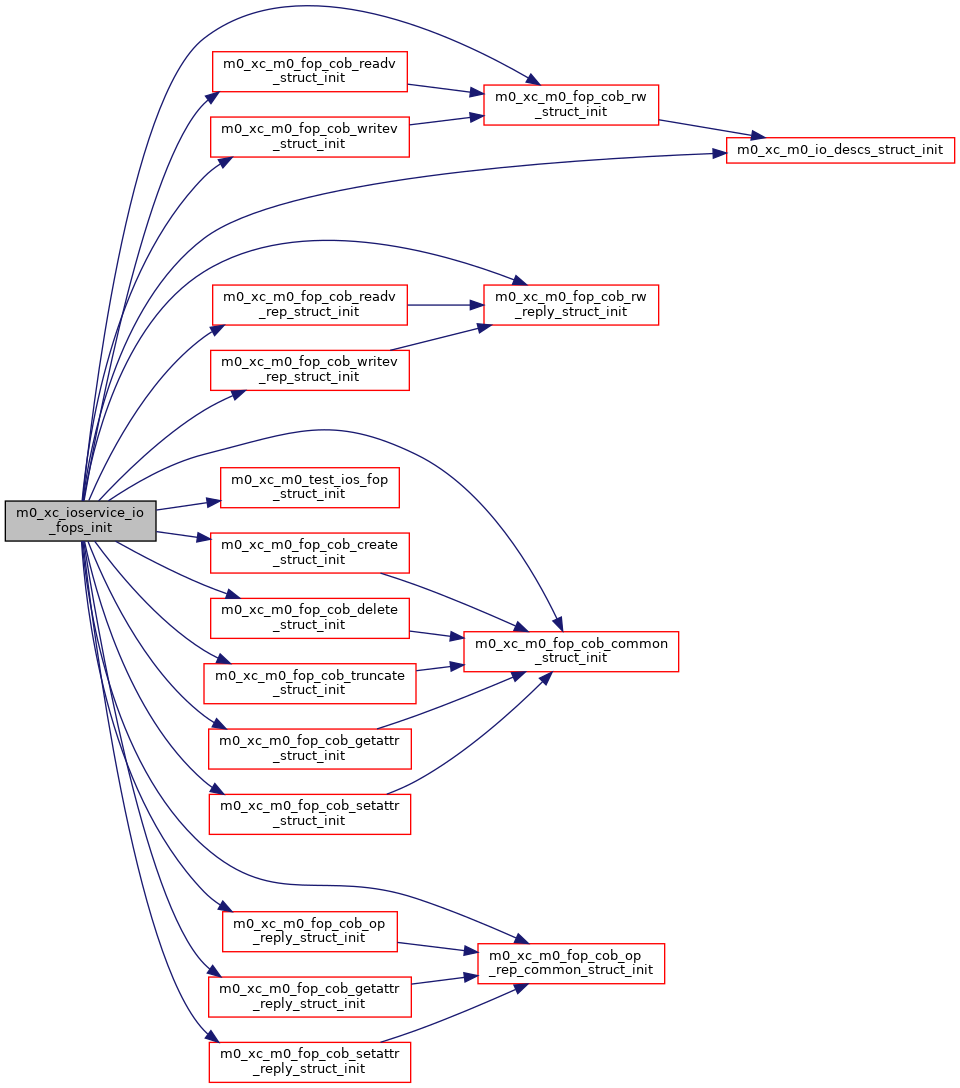 m0_xc_m0_fop_cob_readv
_struct_init
m0_xc_m0_fop_cob_rw
_struct_init
m0_xc_m0_fop_cob_writev
_struct_init
m0_xc_m0_io_descs_struct_init
m0_xc_m0_fop_cob_readv
_rep_struct_init
m0_xc_m0_fop_cob_rw
_reply_struct_init
m0_xc_m0_fop_cob_writev
_rep_struct_init
m0_xc_m0_test_ios_fop
_struct_init
m0_xc_ioservice_io
_fops_init
m0_xc_m0_fop_cob_create
_struct_init
m0_xc_m0_fop_cob_delete
_struct_init
m0_xc_m0_fop_cob_common
_struct_init
m0_xc_m0_fop_cob_truncate
_struct_init
m0_xc_m0_fop_cob_getattr
_struct_init
m0_xc_m0_fop_cob_setattr
_struct_init
m0_xc_m0_fop_cob_op
_reply_struct_init
m0_xc_m0_fop_cob_op
_rep_common_struct_init
m0_xc_m0_fop_cob_getattr
_reply_struct_init
m0_xc_m0_fop_cob_setattr
_reply_struct_init